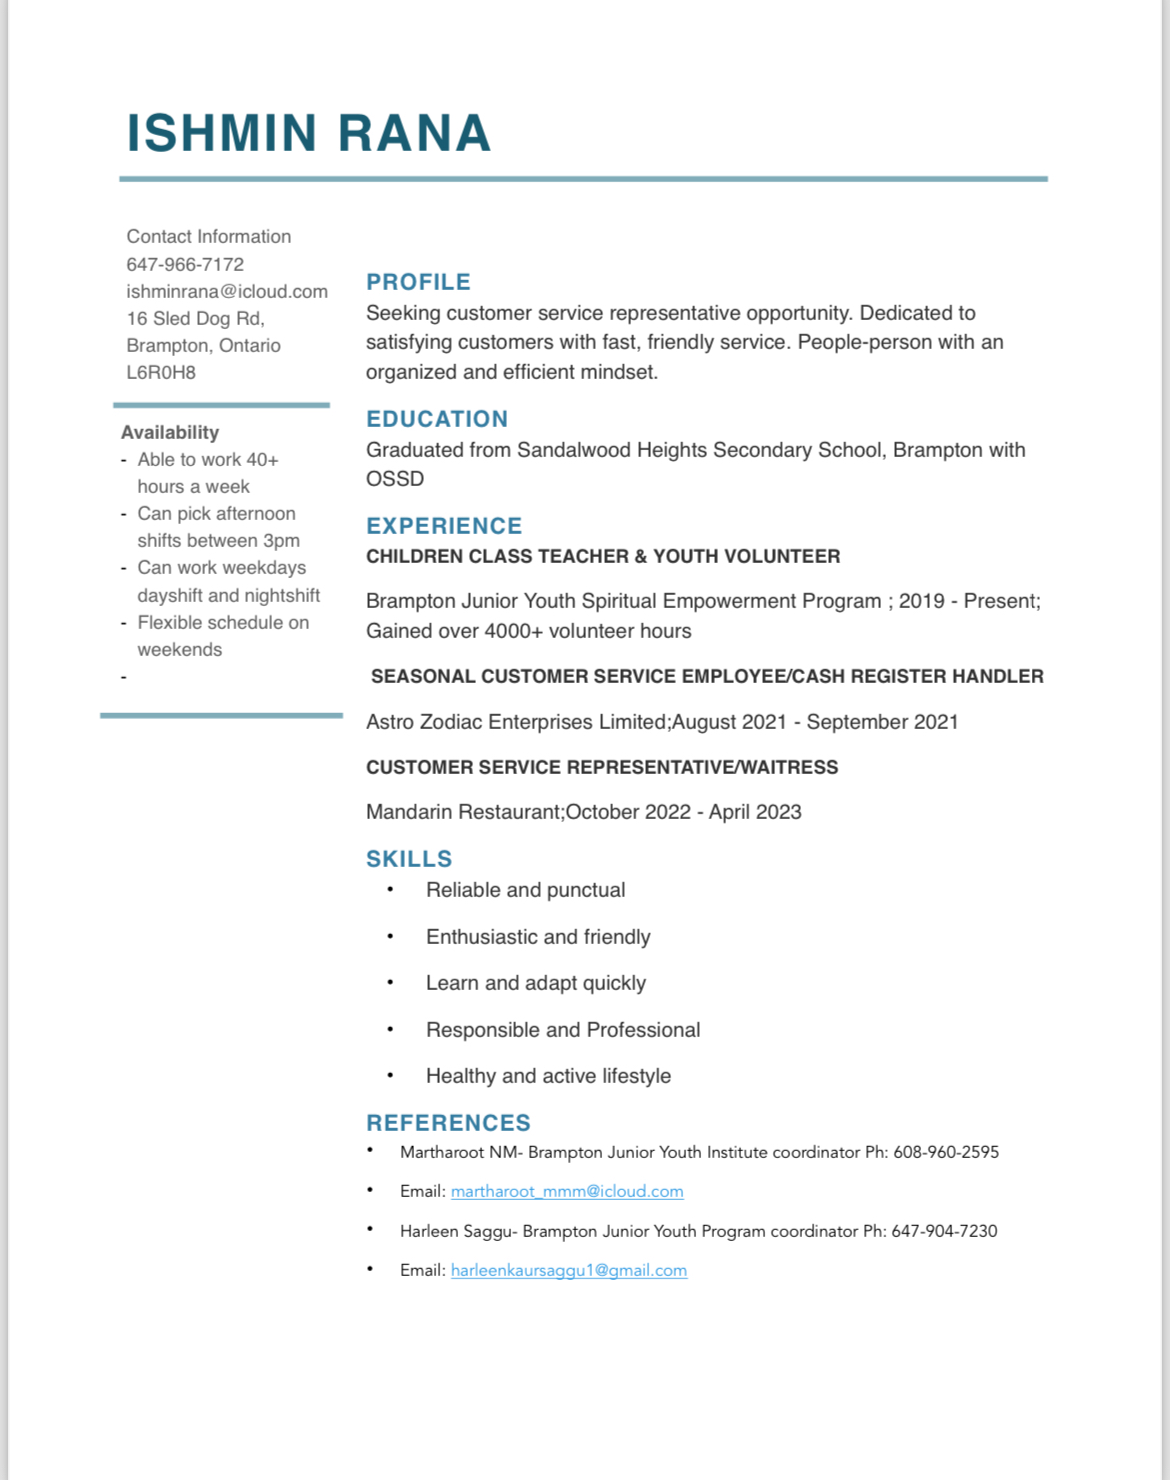 ISHMIN RANA
Contact Information
647-966-7172
ishminrana@icloud.com
16 Sled Dog Rd,
Brampton, Ontario
L6R0H8
Availability
- Able to work 40+
hours a week
- Can pick afternoon
shifts between 3pm
- Can work weekdays
dayshift and nightshift
- Flexible schedule on
weekends
-
PROFILE
Seeking customer service representative opportunity. Dedicated to
satisfying customers with fast, friendly service. People-person with an
organized and efficient mindset.
EDUCATION
Graduated from Sandalwood Heights Secondary School, Brampton with
OSSD
EXPERIENCE
CHILDREN CLASS TEACHER & YOUTH VOLUNTEER
Brampton Junior Youth Spiritual Empowerment Program ; 2019 - Present;
Gained over 4000+ volunteer hours
SEASONAL CUSTOMER SERVICE EMPLOYEE/CASH REGISTER HANDLER
Astro Zodiac Enterprises Limited;August 2021 - September 2021
CUSTOMER SERVICE REPRESENTATIVE/WAITRESS
Mandarin Restaurant;October 2022 - April 2023
SKILLS
• Reliable and punctual
• Enthusiastic and friendly
• Learn and adapt quickly
• Responsible and Professional
• Healthy and active lifestyle
REFERENCES
• Martharoot NM- Brampton Junior Youth Institute coordinator Ph: 608-960-2595
• Email: martharoot_mmm@icloud.com
• Harleen Saggu- Brampton Junior Youth Program coordinator Ph: 647-904-7230
• Email: harleenkaursaggu1@gmail.com